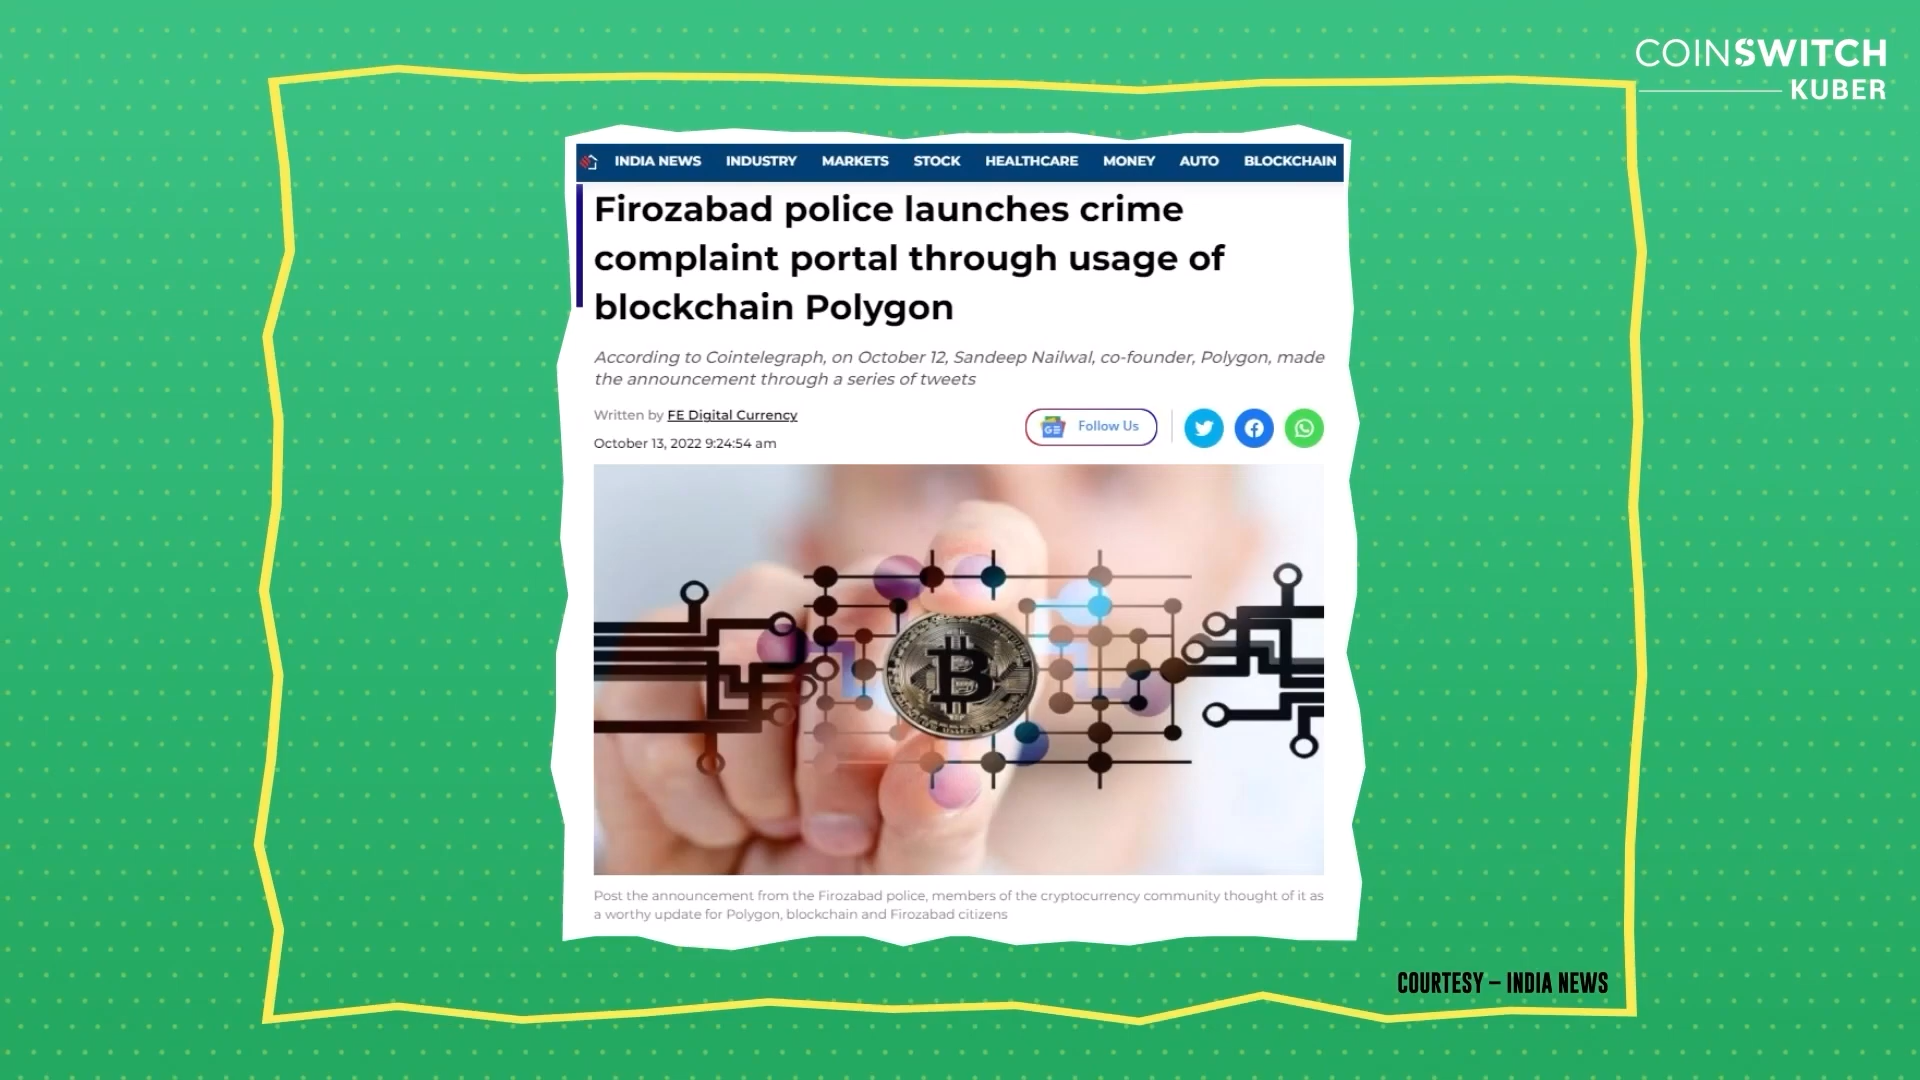 COINSWITCH
KUBER
INDIA NEWS INDUSTRY MARKETS STOCK HEALTHCARE MONEY AUTO BLOCKCHAIN
Firozabad police launches crime
complaint portal through usage of
blockchain Polygon
According to Cointelegraph, on October 12, Sandeep Nailwal, co-founder, Polygon, made
the announcement through a series of tweets
Written by FE Digital Currency
October 13, 2022 9:24:54 am
GE Follow Us
Post the announcement from the Firozabad police, members of the cryptocurrency community thought of it as
a worthy update for Polygon, blockchain and Firozabad citizens
COURTESY – INDIA NEWS